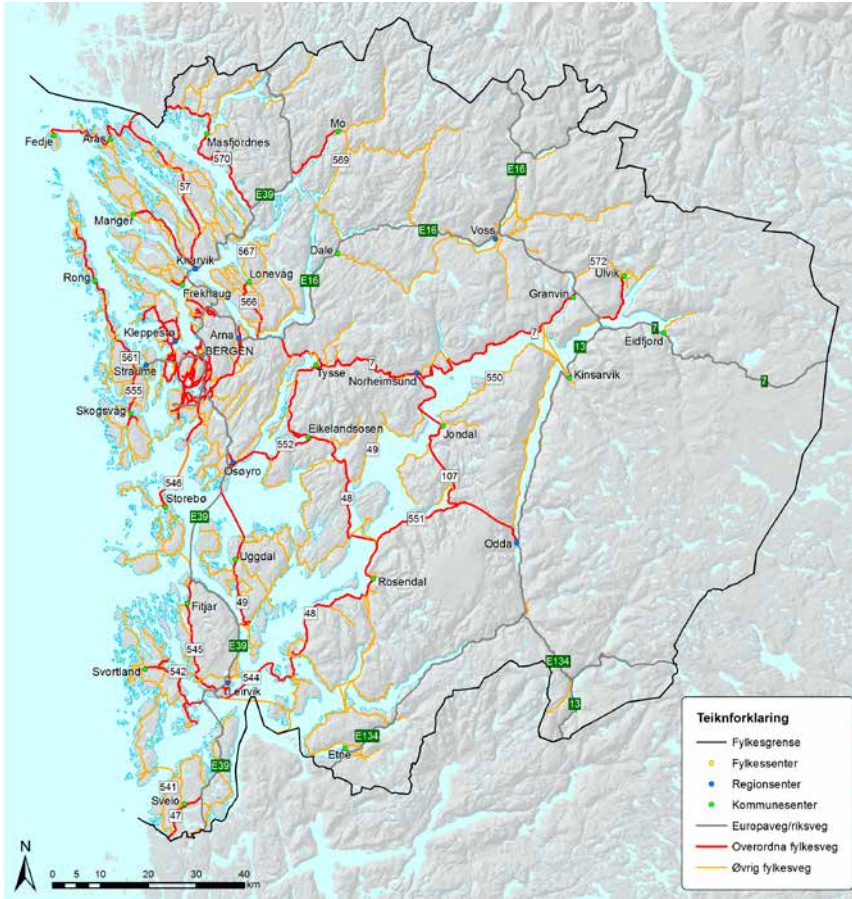 Mo
Fedje
Aras
Masfjordnes
570
569
57
E39
E16
Manger
Voss
E16
Knarvik
567
Dale
572
Ulvik
Rong
Lonevåg
E16
Frekhaug
566
Granvin
Kleppestø
Arna
7
7
Eidfjord
BERGEN
13
561
Straume
Tysse
7
Norheimsund
550
Kinsarvik
7
555
Skogsvåg
Eikelandsosen
552
49
Jondal
Osøyro
546
48
107
Storebø
E39
551
Odda
Uggdal
Rosendal
Fitjar
49
48
545
E39
Svortland
542
544
Leirvik
E134
13
E134
Etne
E39
541
Sveio
47
Teiknforklaring
Fylkesgrense
Fylkessenter
Regionsenter
Kommunesenter
Europaveg/riksveg
Overordna fylkesveg
Øvrig fylkesveg
N
0 5 10 20 30 40
km